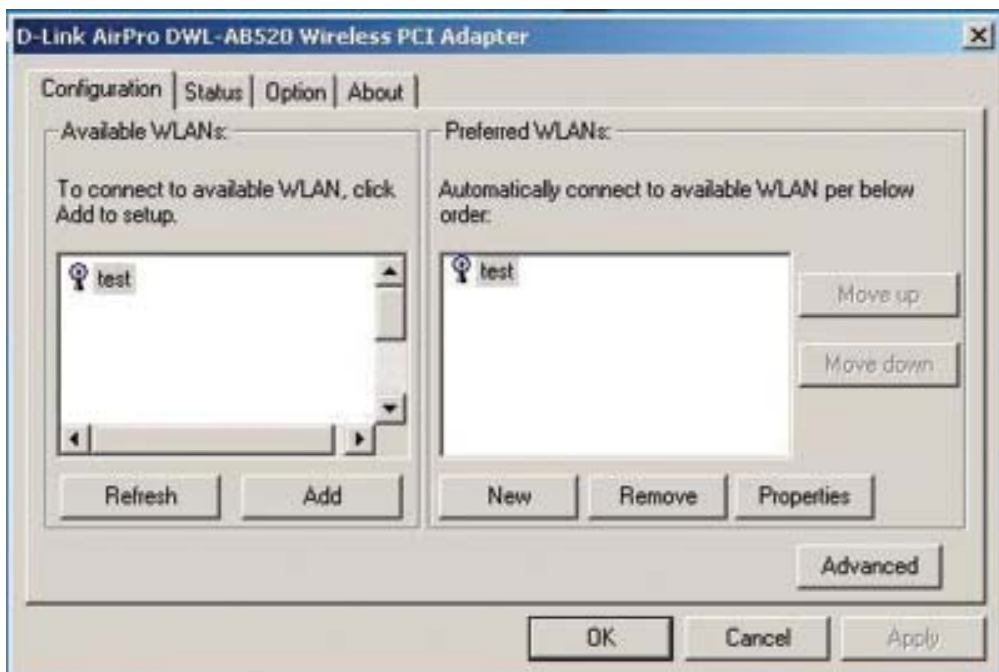 D-Link AirPro DWL-AB520 Wireless PCI Adapter
Configuration Status Option About
Available WLANs:
To connect to available WLAN, click
Add to setup.
test
Refresh Add
Preferred WLANs:
Automatically connect to available WLAN per below
order:
test
Move up
Move down
New Remove Properties
Advanced
OK Cancel Apply